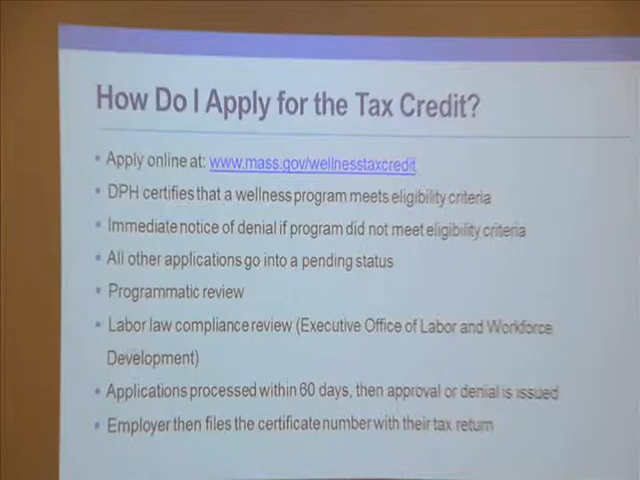 How Do I Apply for the Tax Credit?
• Apply online at: www.mass.gov/wellnesstaxcredit
• DPH certifies that a wellness program meets eligibility criteria
• Immediate notice of denial if program did not meet eligibility criteria
• All other applications go into a pending status
• Programmatic review
• Labor law compliance review (Executive Office of Labor and Workforce
Development)
• Applications processed within 60 days, then approval or denial is issued
• Employer then files the certificate number with their tax return